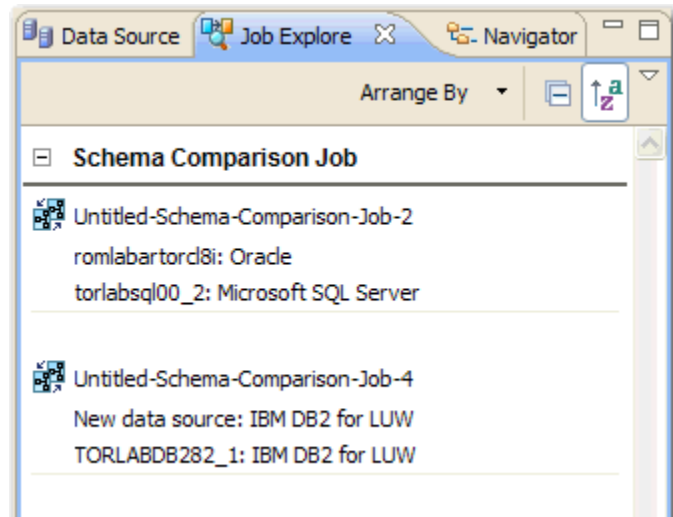 Data Source Job Explore Navigator
Arrange By
Schema Comparison Job
Untitled-Schema-Comparison-Job-2
romlabartorcl8i: Oracle
torlabsql00_2: Microsoft SQL Server
Untitled-Schema-Comparison-Job-4
New data source: IBM DB2 for LUW
TORLABDB282_1: IBM DB2 for LUW